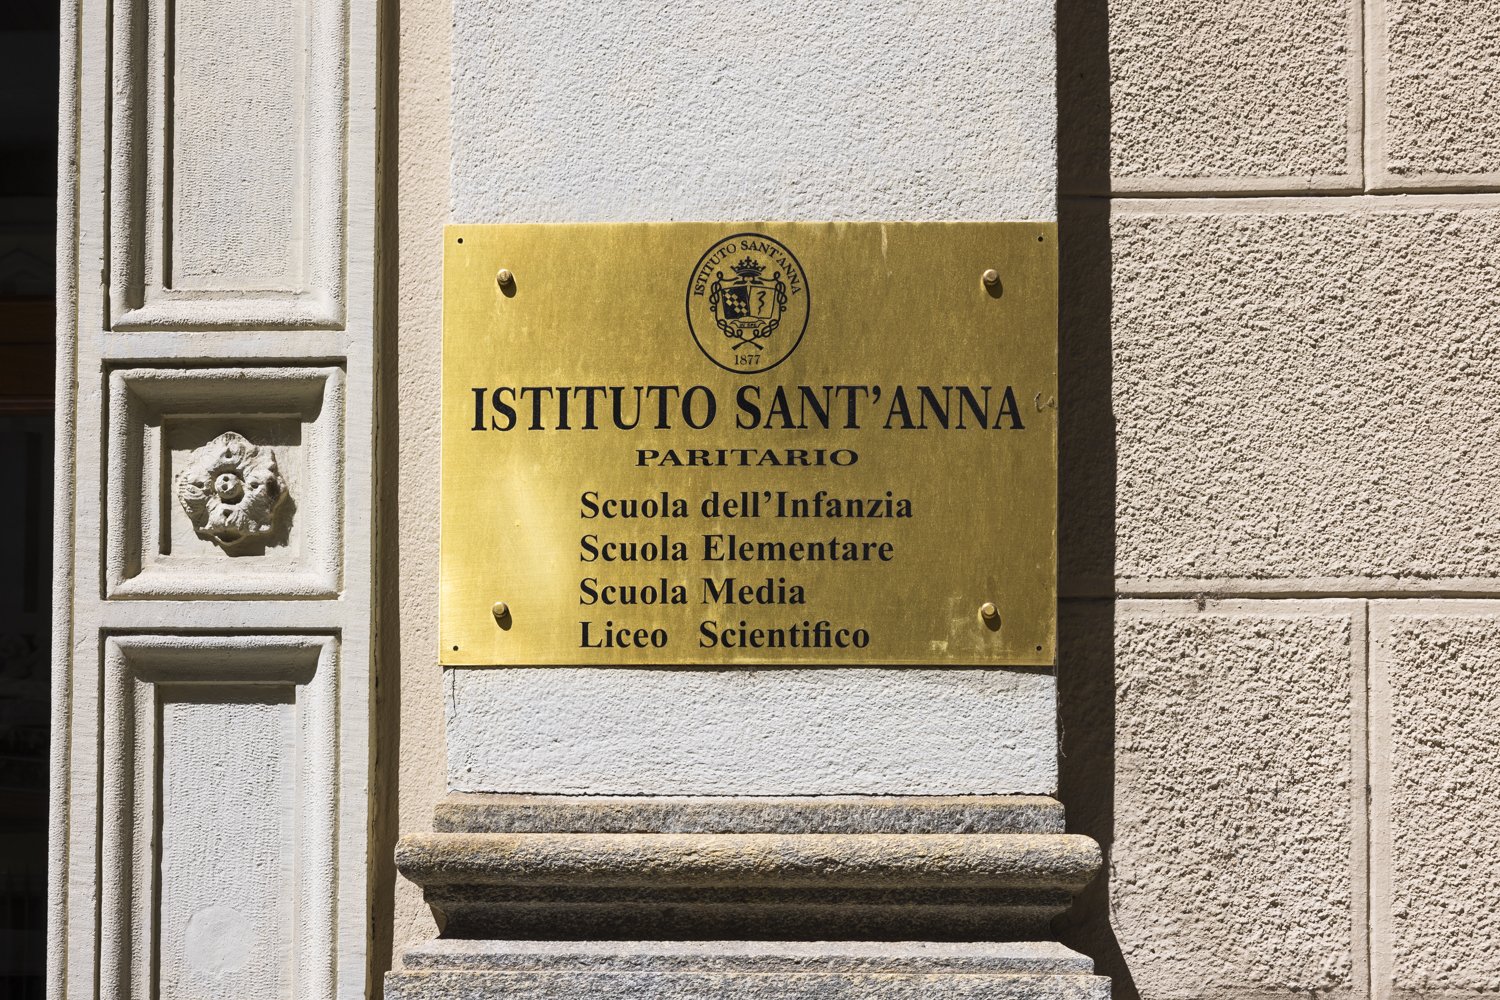 ISTITUTO SANT'ANNA
1877
ISTITUTO SANT'ANNA
PARITARIO
Scuola dell'Infanzia
Scuola Elementare
Scuola Media
Liceo Scientifico